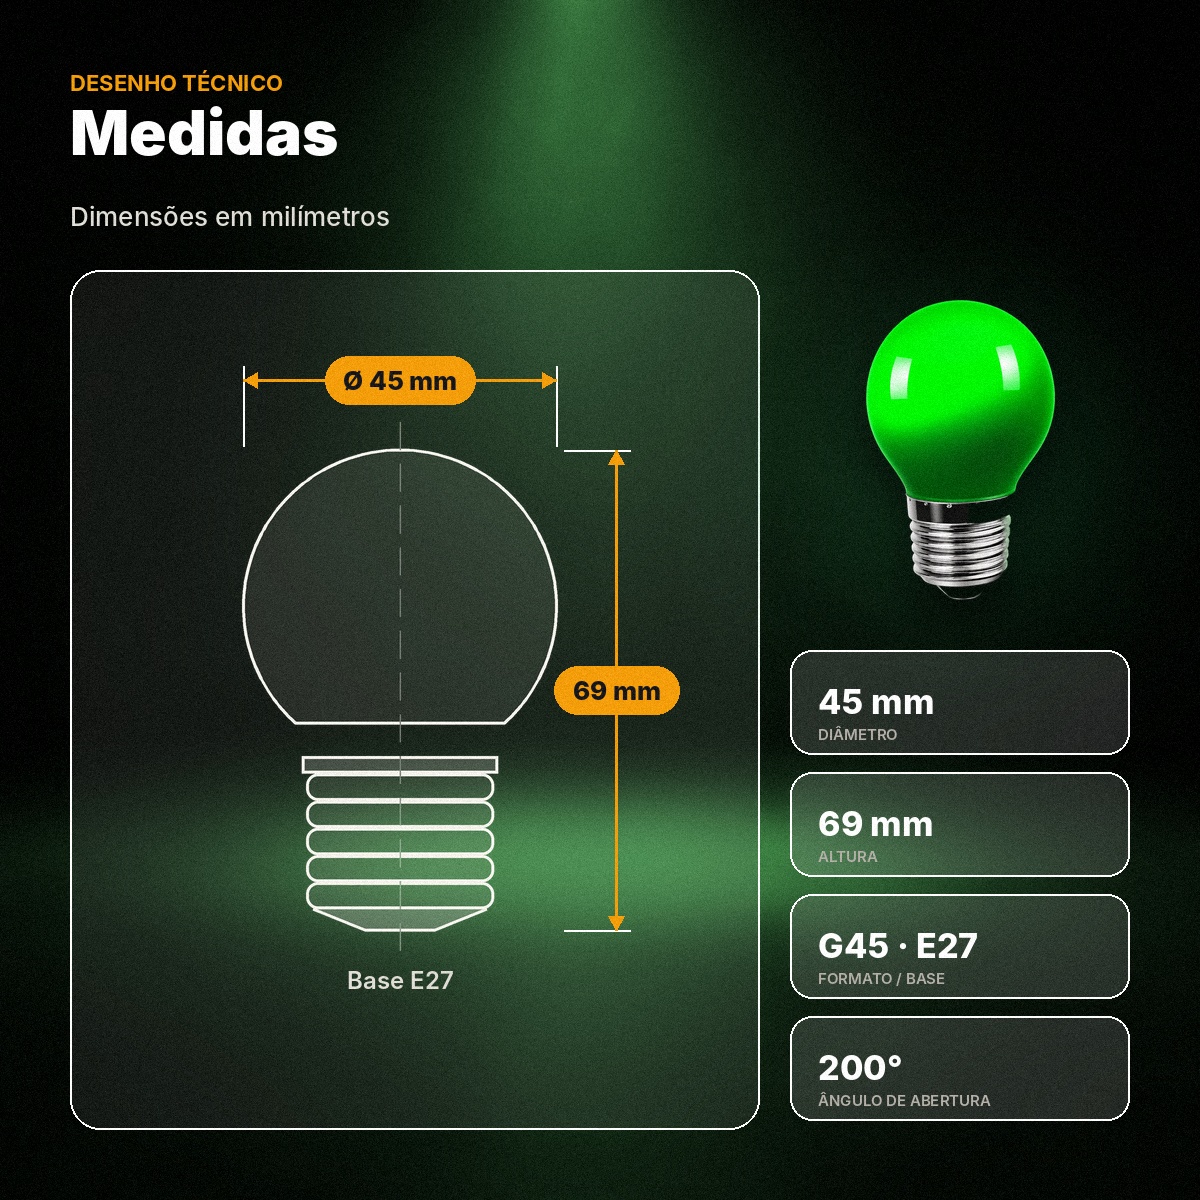 DESENHO TÉCNICO
Medidas
Dimensões em milímetros
Ø 45 mm
69 mm
Base E27
45 mm
DIÂMETRO
69 mm
ALTURA
G45 · E27
FORMATO / BASE
200°
ÂNGULO DE ABERTURA